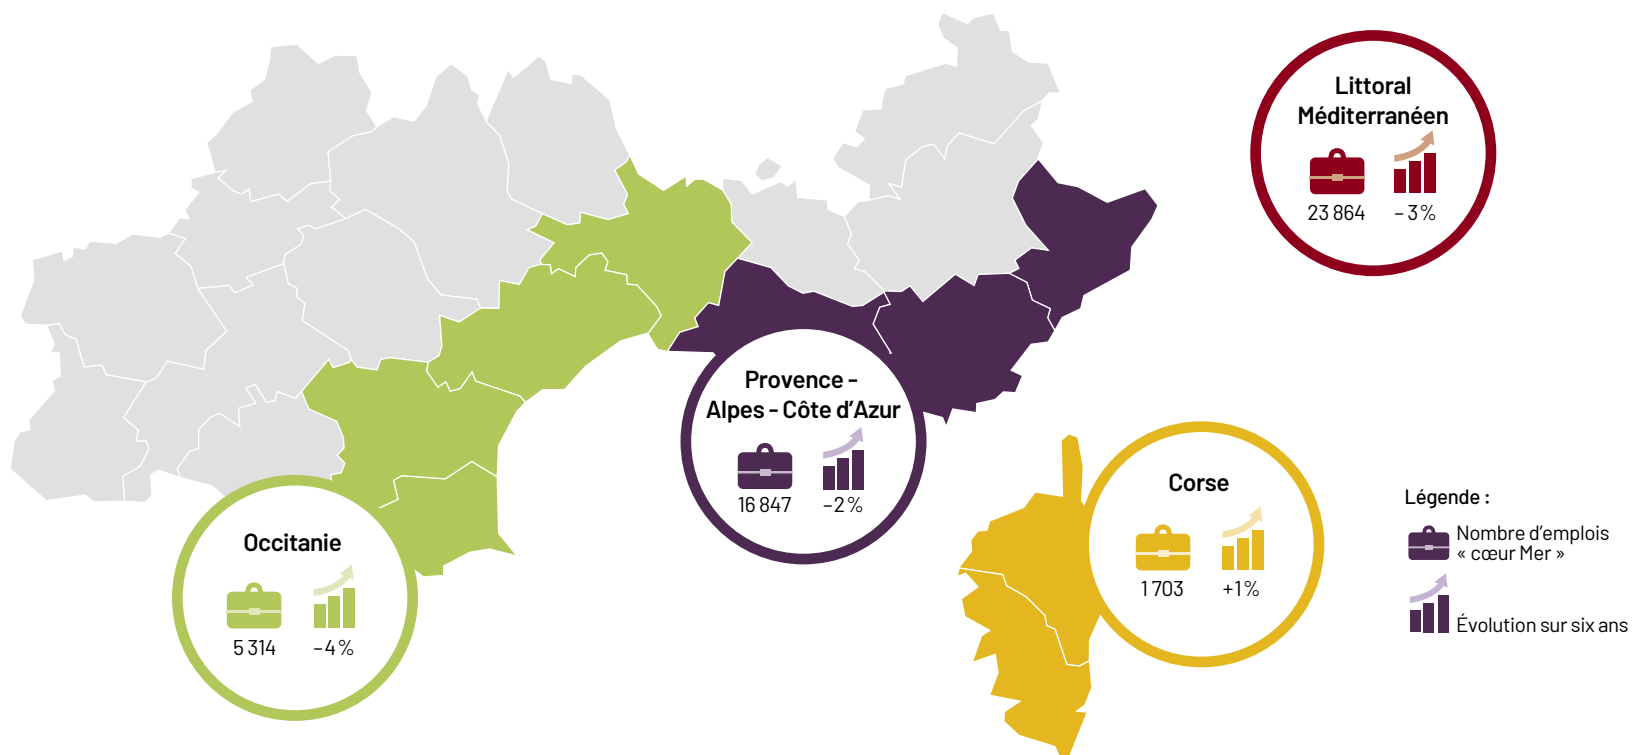 Littoral
Méditerranéen
23 864
– 3 %
Provence -
Alpes - Côte d'Azur
16 847
–2 %
Corse
1 703
+1 %
Occitanie
5 314
–4 %
Légende :
Nombre d'emplois
« cœur Mer »
Évolution sur six ans